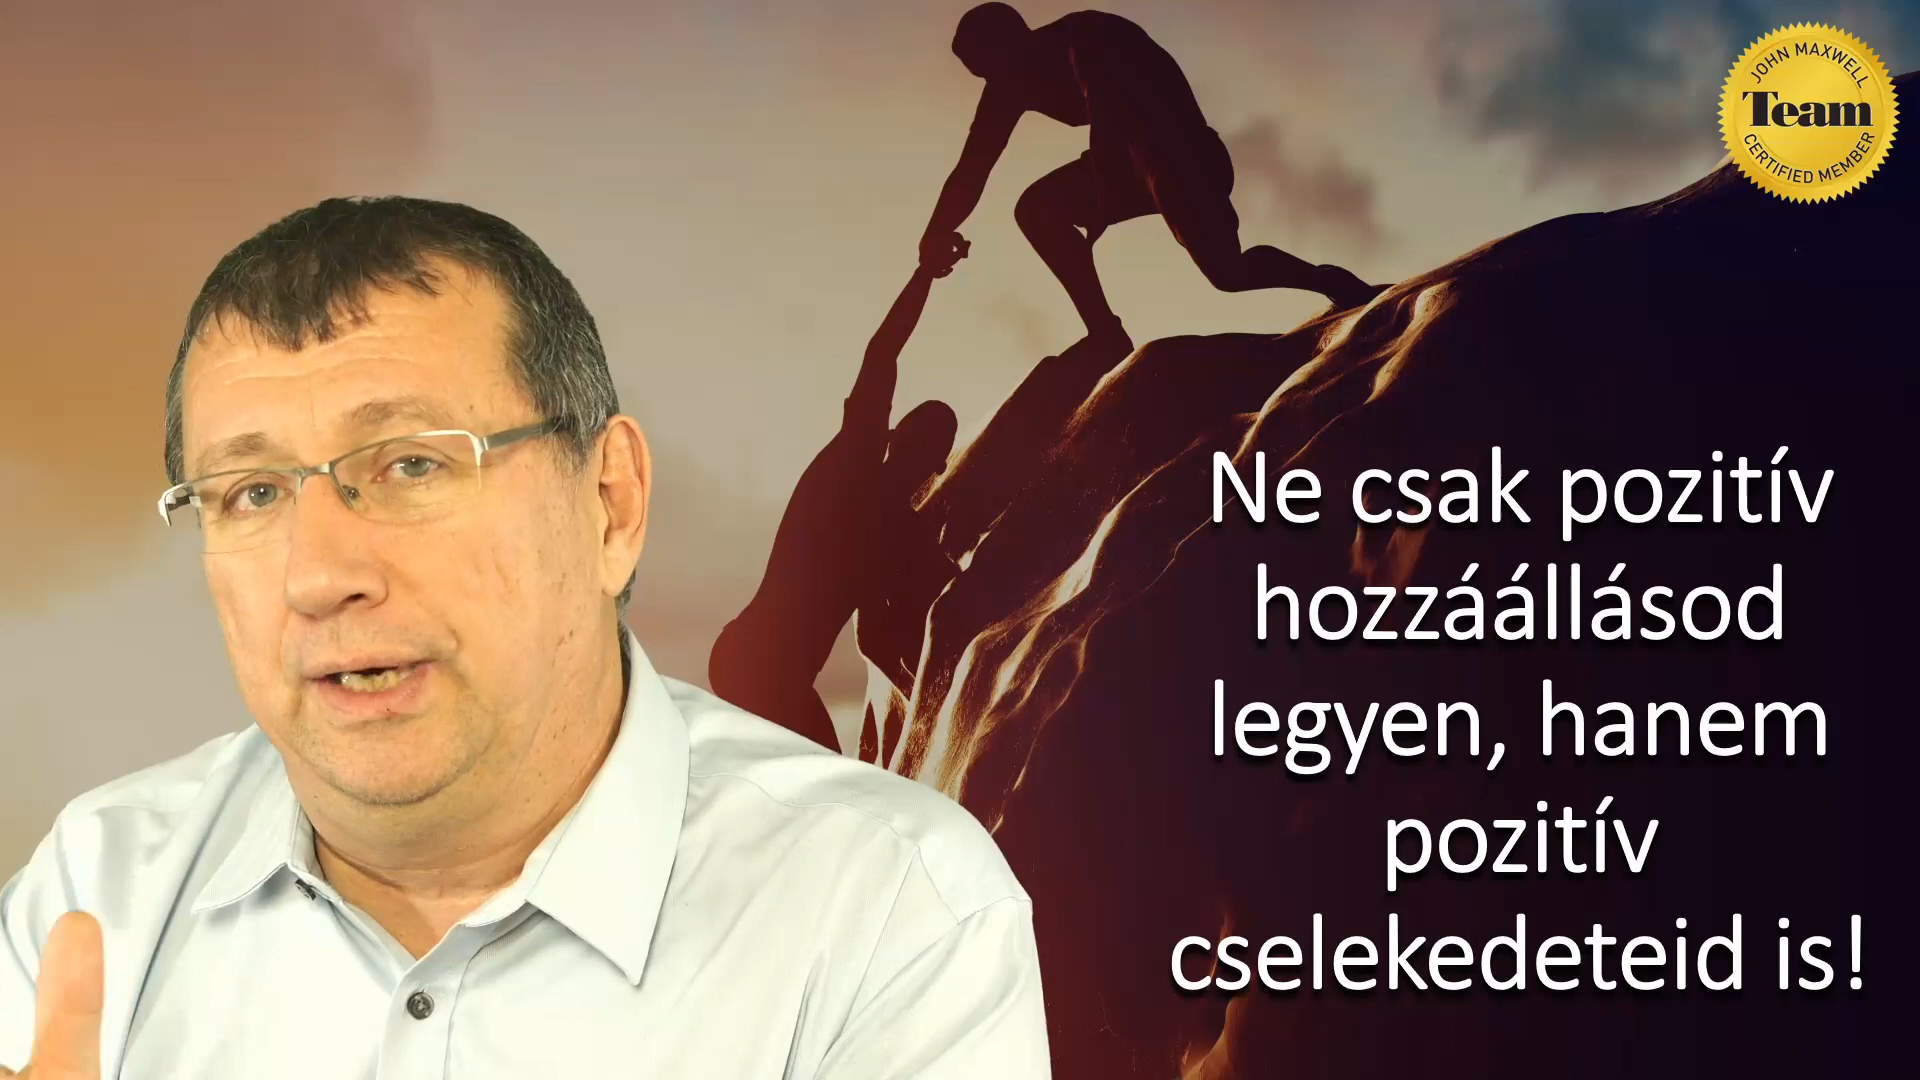 JOHN MAXWELL
Team
CERTIFIED MEMBER
Ne csak pozitív
hozzáállásod
legyen, hanem
pozitív
cselekedeteid is!